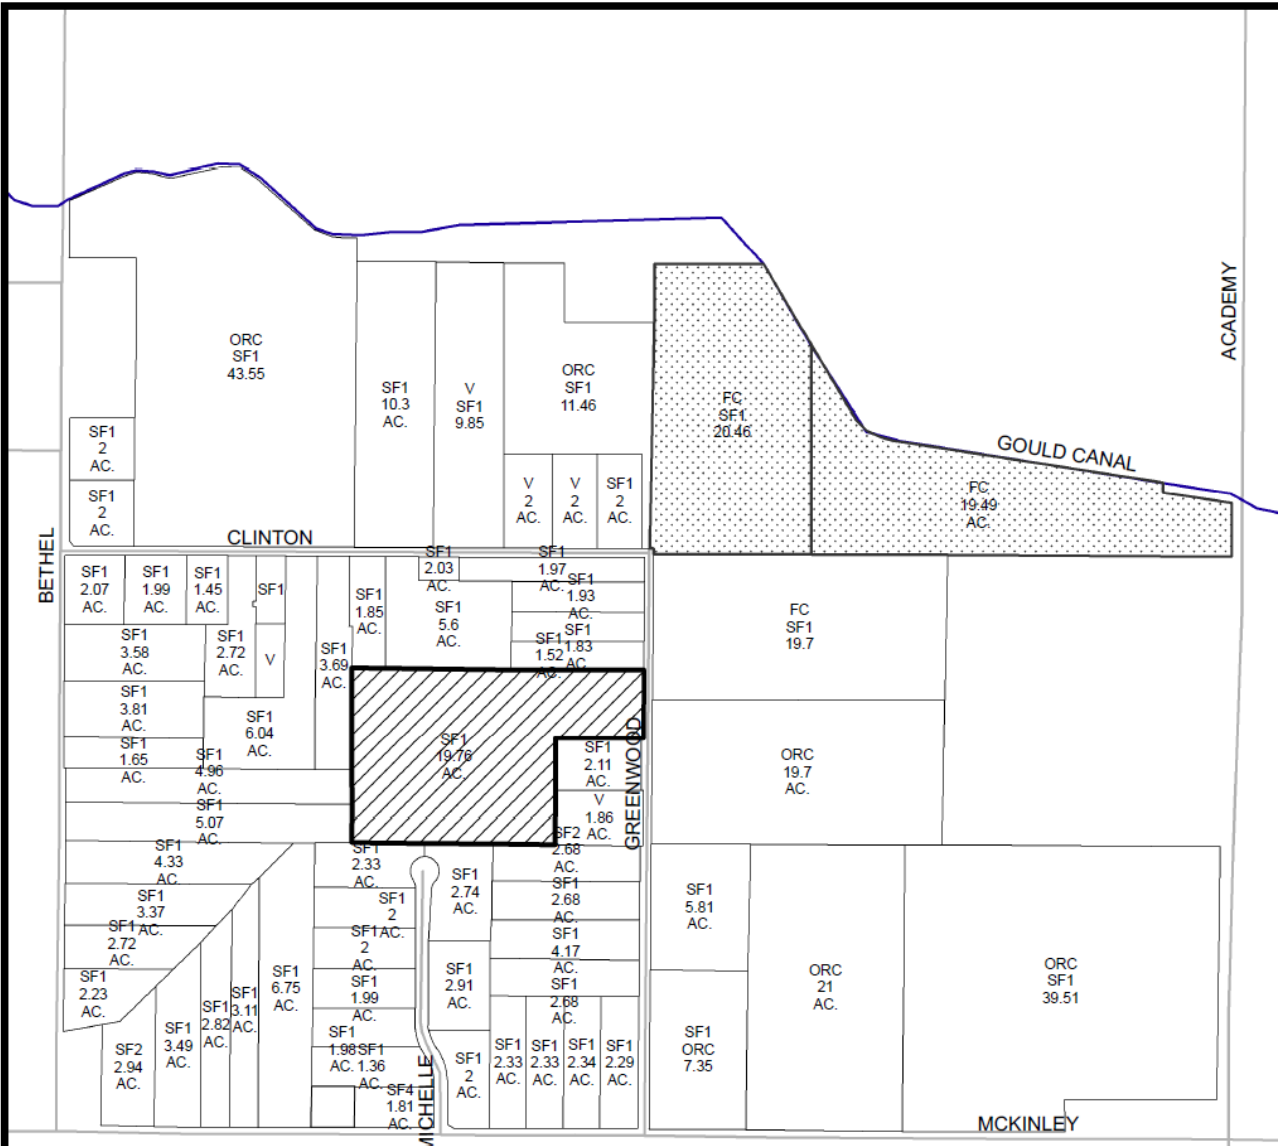 ORC
SF1
43.55
SF1
10.3
AC.
V
SF1
9.85
ORC
SF1
11.46
FC
SF1
20.46
FC
19.49
AC.
GOULD CANAL
ACADEMY
SF1
2
AC.
SF1
2
AC.
V
2
AC.
V
2
AC.
SF1
2
AC.
CLINTON
BETHEL
SF1
2.07
AC.
SF1
1.99
AC.
SF1
1.45
AC.
SF1
SF1
2.03
AC.
SF1
1.97
AC.
SF1
1.93
AC.
SF1
1.85
AC.
SF1
5.6
AC.
FC
SF1
19.7
SF1
3.58
AC.
SF1
2.72
AC.
V
SF1
3.69
AC.
SF1
1.52
AC.
SF1
1.83
AC.
SF1
3.81
AC.
SF1
6.04
AC.
SF1
19.76
AC.
GREENWOOD
SF1
1.65
AC.
SF1
4.96
AC.
SF1
2.11
AC.
ORC
19.7
AC.
SF1
5.07
AC.
V
1.86
AC.
SF1
4.33
AC.
SF1
2.33
AC.
SF2
2.68
AC.
SF1
3.37
AC.
SF1
2
AC.
SF1
2.74
AC.
SF1
2.68
AC.
SF1
5.81
AC.
SF1
2.72
AC.
SF1
2
AC.
SF1
4.17
AC.
SF1
2.23
AC.
SF1
6.75
AC.
SF1
1.99
AC.
SF1
2.91
AC.
SF1
2.68
AC.
ORC
21
AC.
ORC
SF1
39.51
SF2
2.94
AC.
SF1
3.49
AC.
SF1
2.82
AC.
SF1
3.11
AC.
SF1
1.98
AC.
SF1
1.36
AC.
SF4
1.81
AC.
MICHELLE
SF1
2
AC.
SF1
2.33
AC.
SF1
2.33
AC.
SF1
2.34
AC.
SF1
2.29
AC.
SF1
ORC
7.35
MCKINLEY